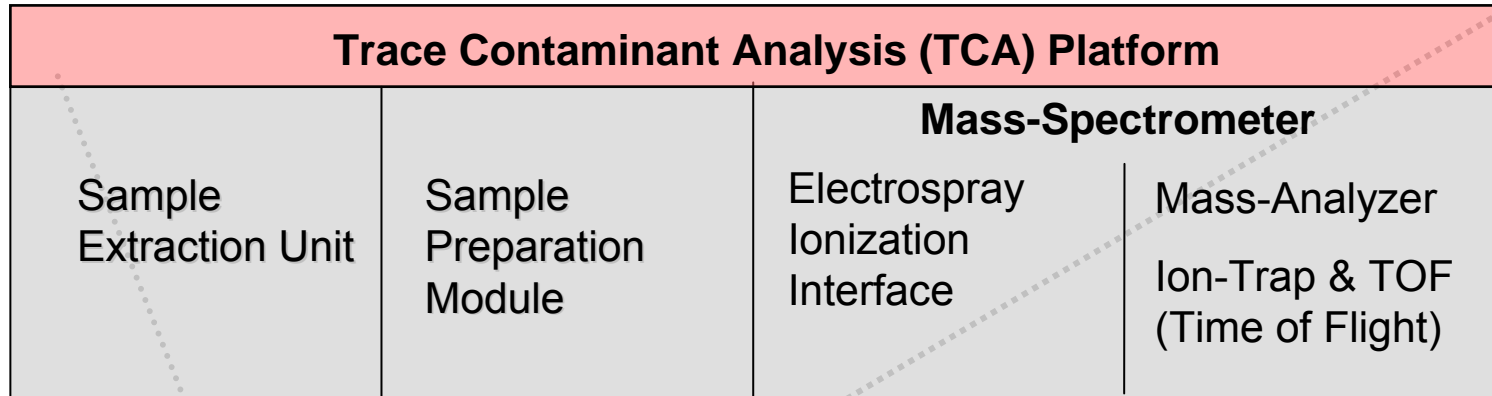 Trace Contaminant Analysis (TCA) Platform
Sample
Extraction Unit
Sample
Preparation
Module
Mass-Spectrometer
Electrospray
Ionization
Interface
Mass-Analyzer
Ion-Trap & TOF
(Time of Flight)